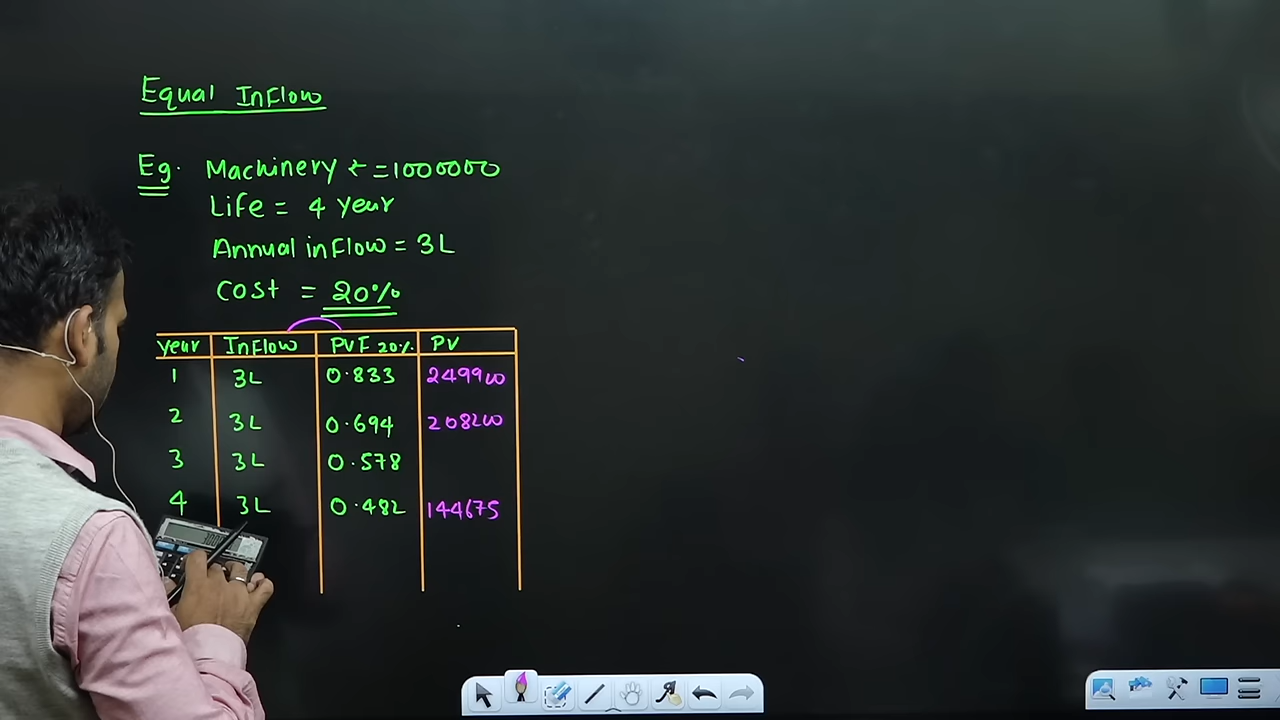 Equal Inflow
Eg. Machinery ₹ = 1000000
Life = 4 year
Annual inflow = 3L
Cost = 20%
year Inflow PVF 20% PV
1 3L 0.833 249900
2 3L 0.694 208200
3 3L 0.578
4 3L 0.482 144675